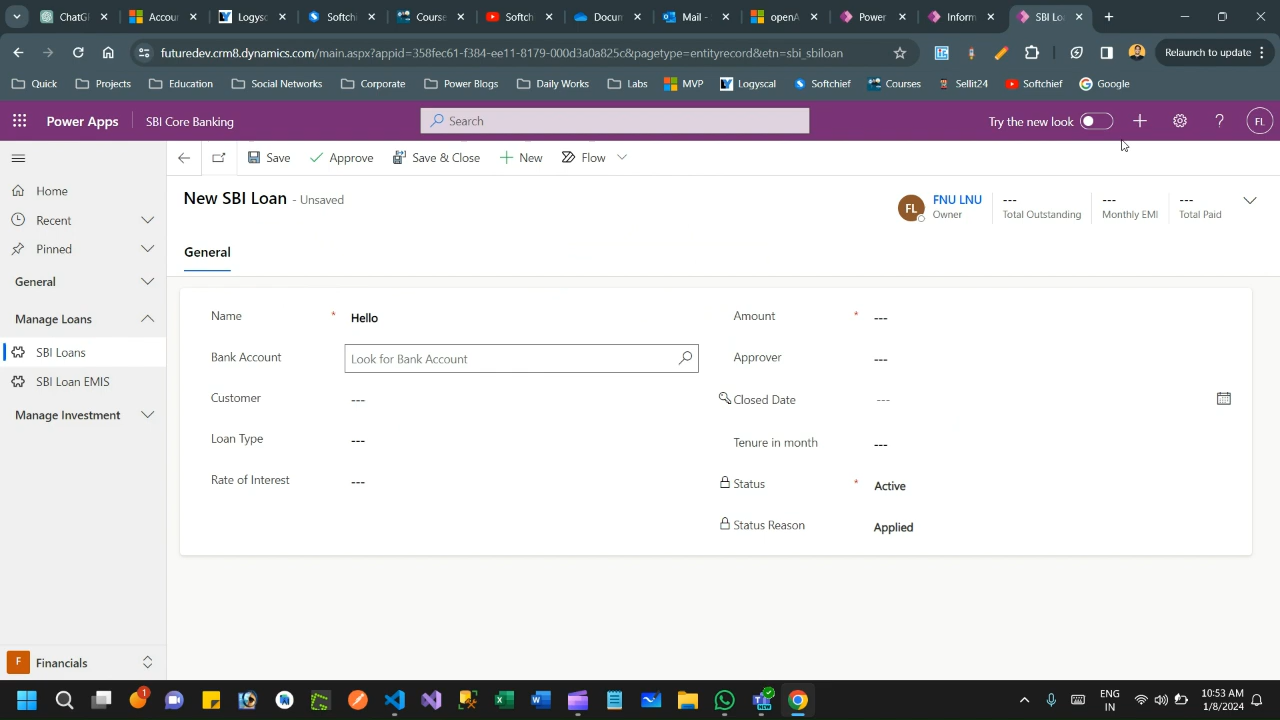 ChatGI
Accour
Logysc
Softchi
Course
Softch
Docum
Mail -
openA
Power
Inform
SBI Lo
futuredev.crm8.dynamics.com/main.aspx?appid=358fec61-f384-ee11-8179-000d3a0a825c&pagetype=entityrecord&etn=sbi_sbiloan
Relaunch to update
Quick
Projects
Education
Social Networks
Corporate
Power Blogs
Daily Works
Labs
MVP
Logyscal
Softchief
Courses
Sellit24
Softchief
Google
Power Apps
SBI Core Banking
Search
Try the new look
FL
Save
Approve
Save & Close
New
Flow
Home
Recent
Pinned
General
Manage Loans
SBI Loans
SBI Loan EMIS
Manage Investment
F Financials
New SBI Loan - Unsaved
FL
FNU LNU
Owner
---
Total Outstanding
---
Monthly EMI
---
Total Paid
General
Name * Hello
Bank Account Look for Bank Account
Customer ---
Loan Type ---
Rate of Interest ---
Amount * ---
Approver ---
Closed Date ---
Tenure in month ---
Status * Active
Status Reason Applied
1
ENG
IN
10:53 AM
1/8/2024